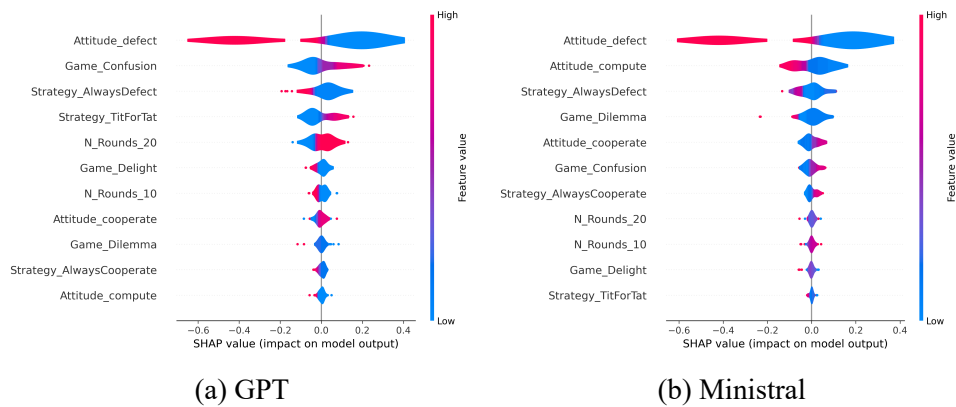 Attitude_defect
Game_Confusion
Strategy_AlwaysDefect
Strategy_TitForTat
N_Rounds_20
Game_Delight
N_Rounds_10
Attitude_cooperate
Game_Dilemma
Strategy_AlwaysCooperate
Attitude_compute
−0.6 −0.4 −0.2 0.0 0.2 0.4
SHAP value (impact on model output)
High
Feature value
Low
(a) GPT
Attitude_defect
Attitude_compute
Strategy_AlwaysDefect
Game_Dilemma
Attitude_cooperate
Game_Confusion
Strategy_AlwaysCooperate
N_Rounds_20
N_Rounds_10
Game_Delight
Strategy_TitForTat
−0.6 −0.4 −0.2 0.0 0.2 0.4
SHAP value (impact on model output)
High
Feature value
Low
(b) Ministral